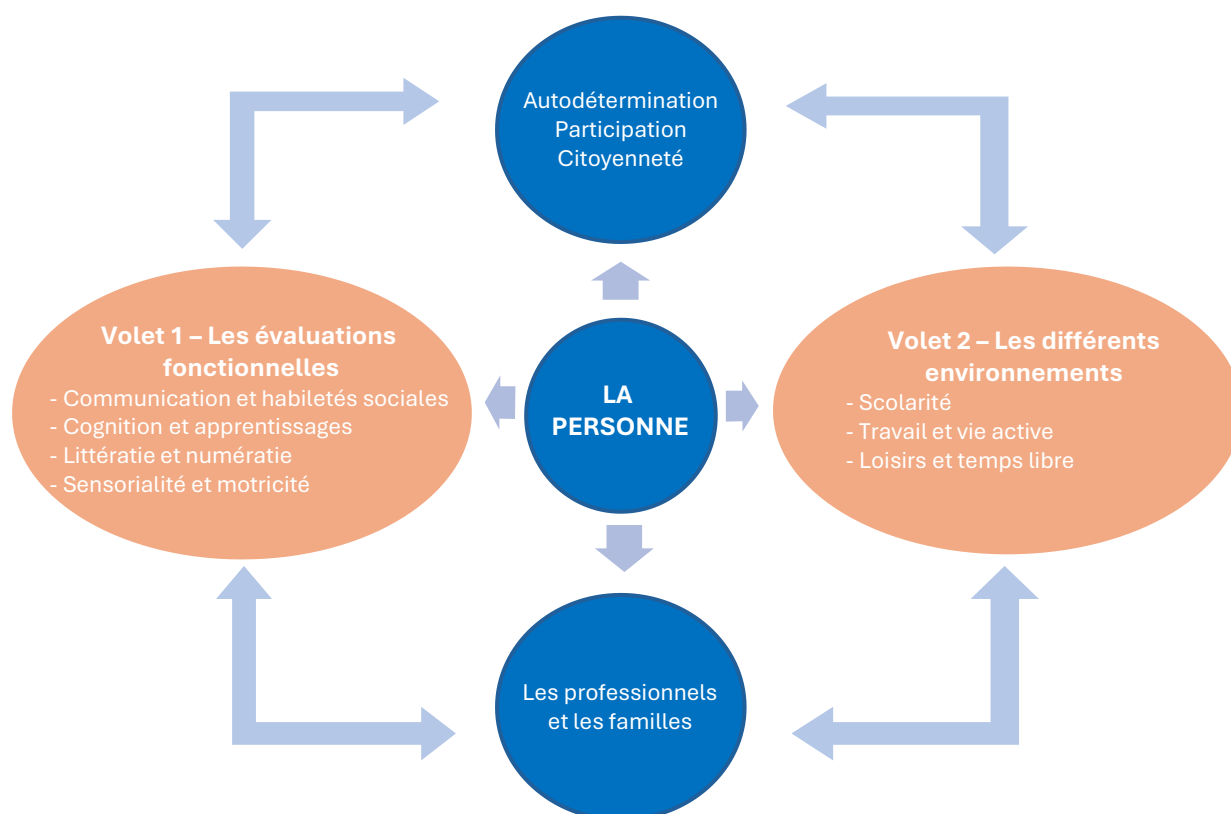 Autodétermination
Participation
Citoyenneté
Volet 1 – Les évaluations
fonctionnelles
- Communication et habiletés sociales
- Cognition et apprentissages
- Littératie et numératie
- Sensorialité et motricité
LA
PERSONNE
Volet 2 – Les différents
environnements
- Scolarité
- Travail et vie active
- Loisirs et temps libre
Les professionnels
et les familles